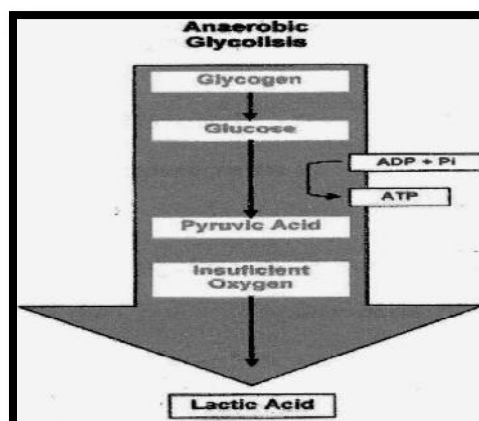 Anaerobic
Glycolisis
Glycogen
Glucose
ADP + Pi
ATP
Pyruvic Acid
Insuficient
Oxygen
Lactic Acid